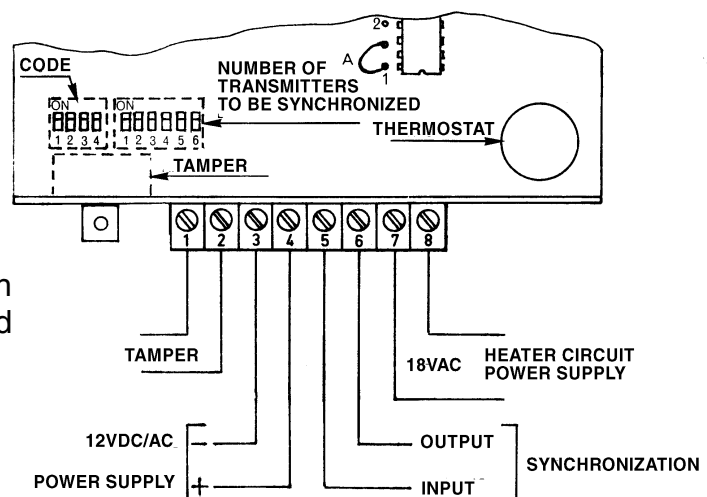 2
A
1
CODE
NUMBER OF
TRANSMITTERS
TO BE SYNCHRONIZED
ON
ON
1 2 3 4
1 2 3 4 5 6
THERMOSTAT
TAMPER
1 2 3 4 5 6 7 8
n
d
TAMPER
18VAC
HEATER CIRCUIT
POWER SUPPLY
12VDC/AC
-
OUTPUT
SYNCHRONIZATION
POWER SUPPLY
+
INPUT